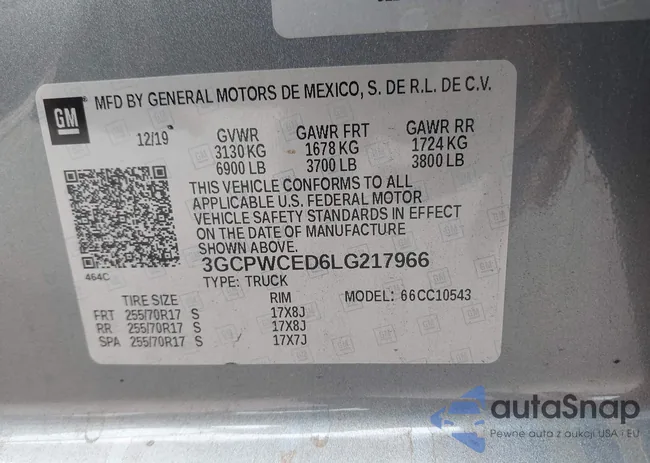 GM
MFD BY GENERAL MOTORS DE MEXICO, S. DE R.L. DE C.V.
12/19 GVWR GAWR FRT GAWR RR
3130 KG 1678 KG 1724 KG
6900 LB 3700 LB 3800 LB
THIS VEHICLE CONFORMS TO ALL
APPLICABLE U.S. FEDERAL MOTOR
VEHICLE SAFETY STANDARDS IN EFFECT
ON THE DATE OF MANUFACTURE
SHOWN ABOVE.
464C 3GCPWCED6LG217966
TYPE: TRUCK
TIRE SIZE RIM MODEL: 66CC10543
FRT 255/70R17 S 17X8J
RR 255/70R17 S 17X8J
SPA 255/70R17 S 17X7J
autaSnap
Pewne auta z aukcji USA i EU